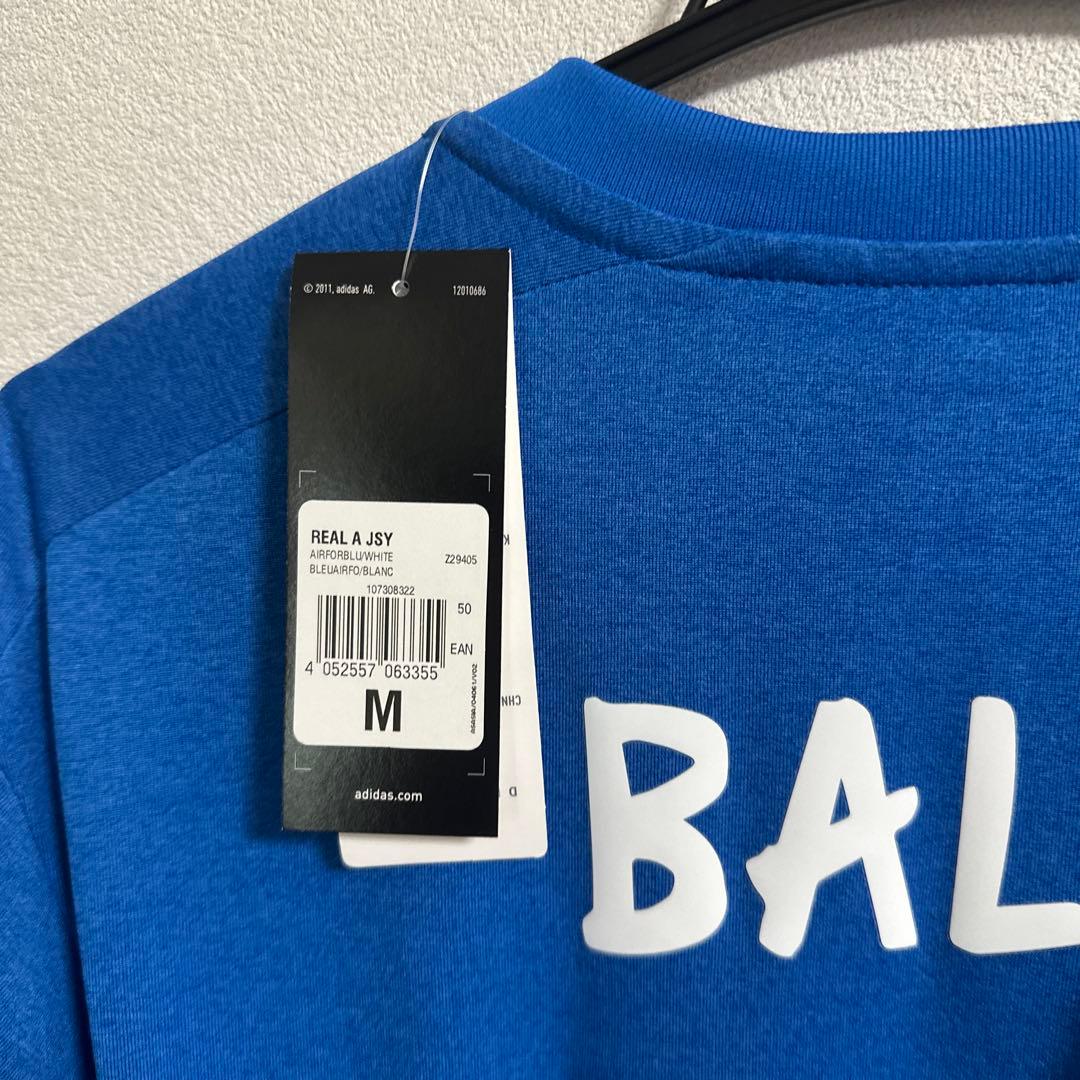 © 2011, adidas AG. 12010686
REAL A JSY
AIRFORBLU/WHITE Z29405
BLEUAIRFO/BLANC
107308322
50
EAN
4 052557 063355
M
adidas.com
K
CHN
D
BAL